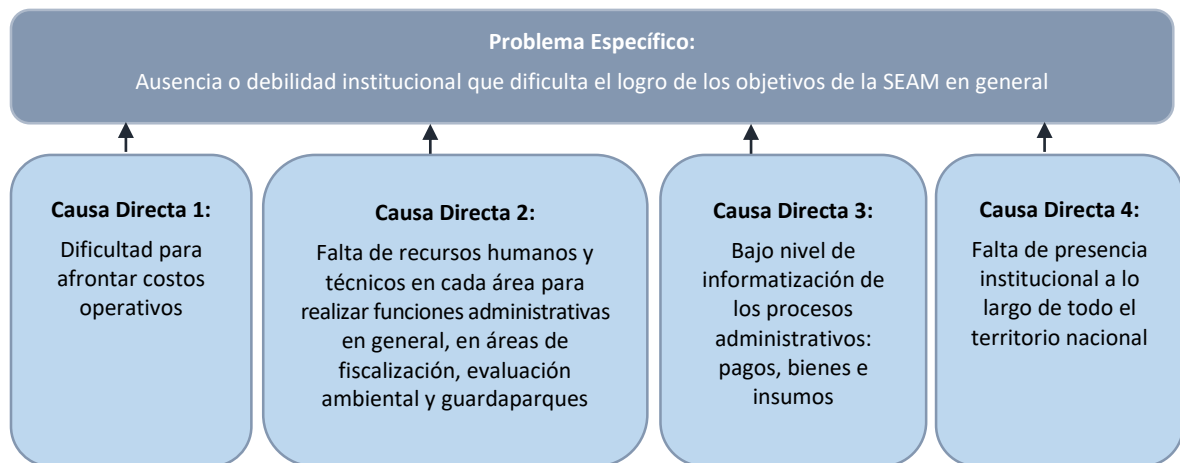 Problema Específico:
Ausencia o debilidad institucional que dificulta el logro de los objetivos de la SEAM en general
Causa Directa 1:
Dificultad para
afrontar costos
operativos
Causa Directa 2:
Falta de recursos humanos y
técnicos en cada área para
realizar funciones administrativas
en general, en áreas de
fiscalización, evaluación
ambiental y guardaparques
Causa Directa 3:
Bajo nivel de
informatización de
los procesos
administrativos:
pagos, bienes e
insumos
Causa Directa 4:
Falta de presencia
institucional a lo
largo de todo el
territorio nacional